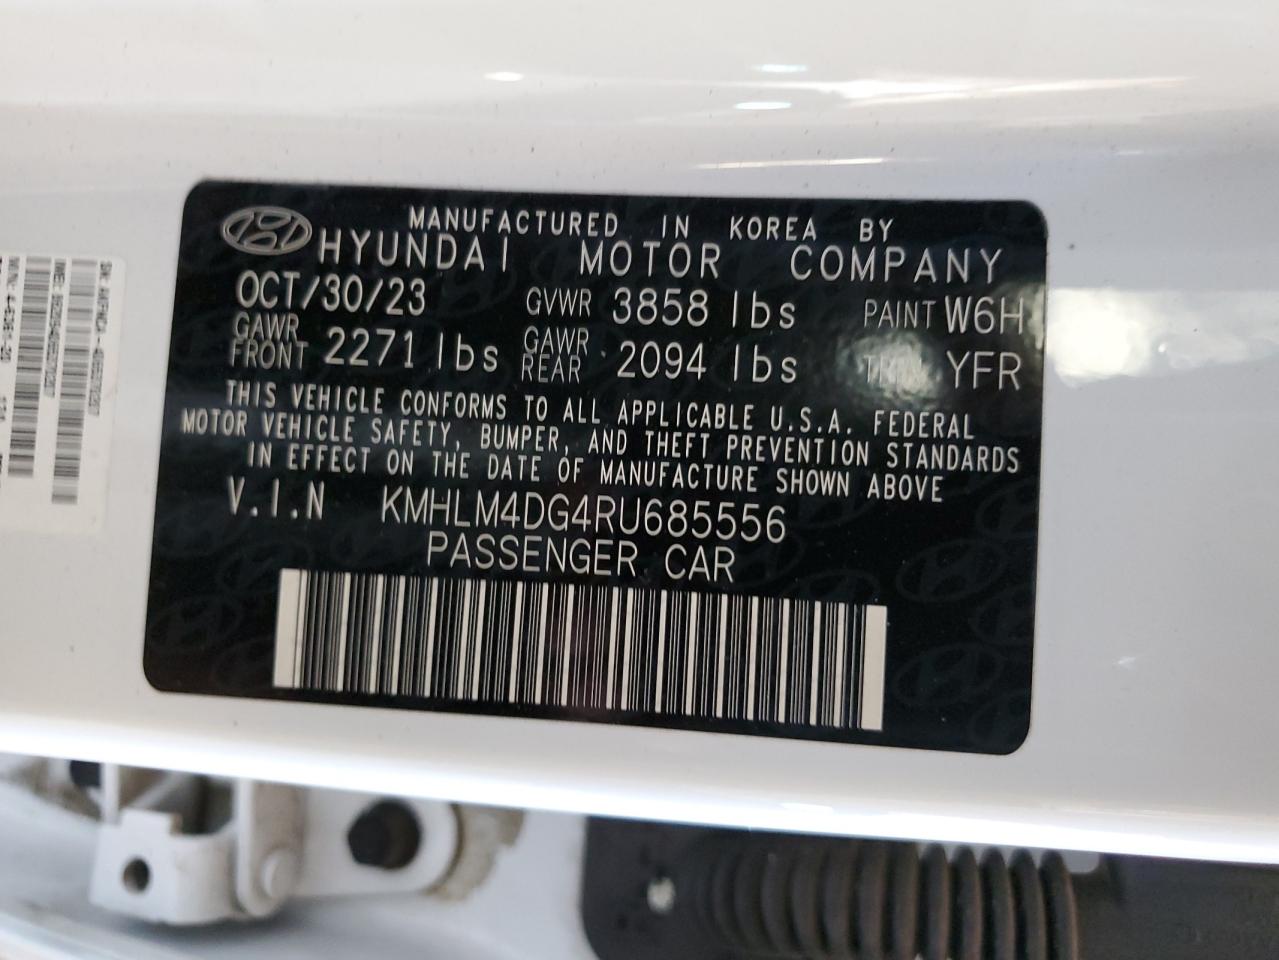 MANUFACTURED IN KOREA BY
HYUNDAI MOTOR COMPANY
OCT/30/23 GVWR 3858 lbs PAINT W6H
GAWR FRONT 2271 lbs GAWR REAR 2094 lbs TRIM YFR
THIS VEHICLE CONFORMS TO ALL APPLICABLE U.S.A. FEDERAL
MOTOR VEHICLE SAFETY, BUMPER, AND THEFT PREVENTION STANDARDS
IN EFFECT ON THE DATE OF MANUFACTURE SHOWN ABOVE
V.I.N KMHLM4DG4RU685556
PASSENGER CAR